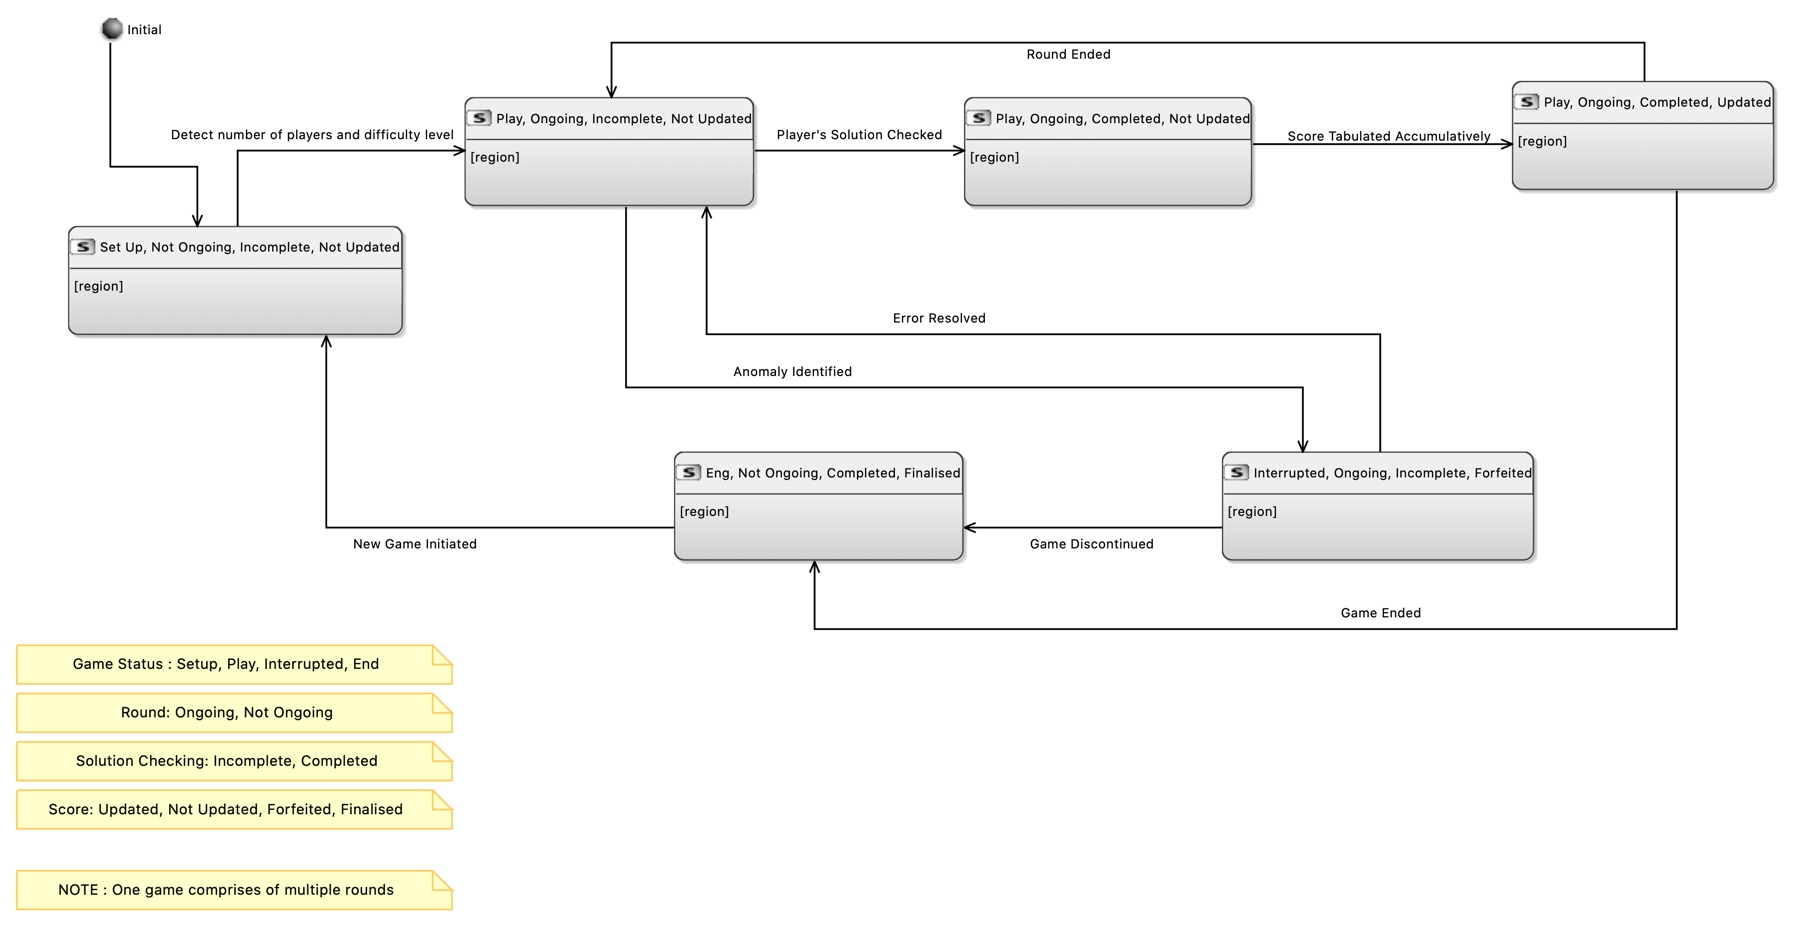 Initial
Round Ended
Play, Ongoing, Completed, Updated
[region]
Play, Ongoing, Incomplete, Not Updated
[region]
Play, Ongoing, Completed, Not Updated
[region]
Detect number of players and difficulty level
Player's Solution Checked
Score Tabulated Accumulatively
Set Up, Not Ongoing, Incomplete, Not Updated
[region]
Error Resolved
Anomaly Identified
Eng, Not Ongoing, Completed, Finalised
[region]
Interrupted, Ongoing, Incomplete, Forfeited
[region]
New Game Initiated
Game Discontinued
Game Ended
Game Status : Setup, Play, Interrupted, End
Round: Ongoing, Not Ongoing
Solution Checking: Incomplete, Completed
Score: Updated, Not Updated, Forfeited, Finalised
NOTE : One game comprises of multiple rounds